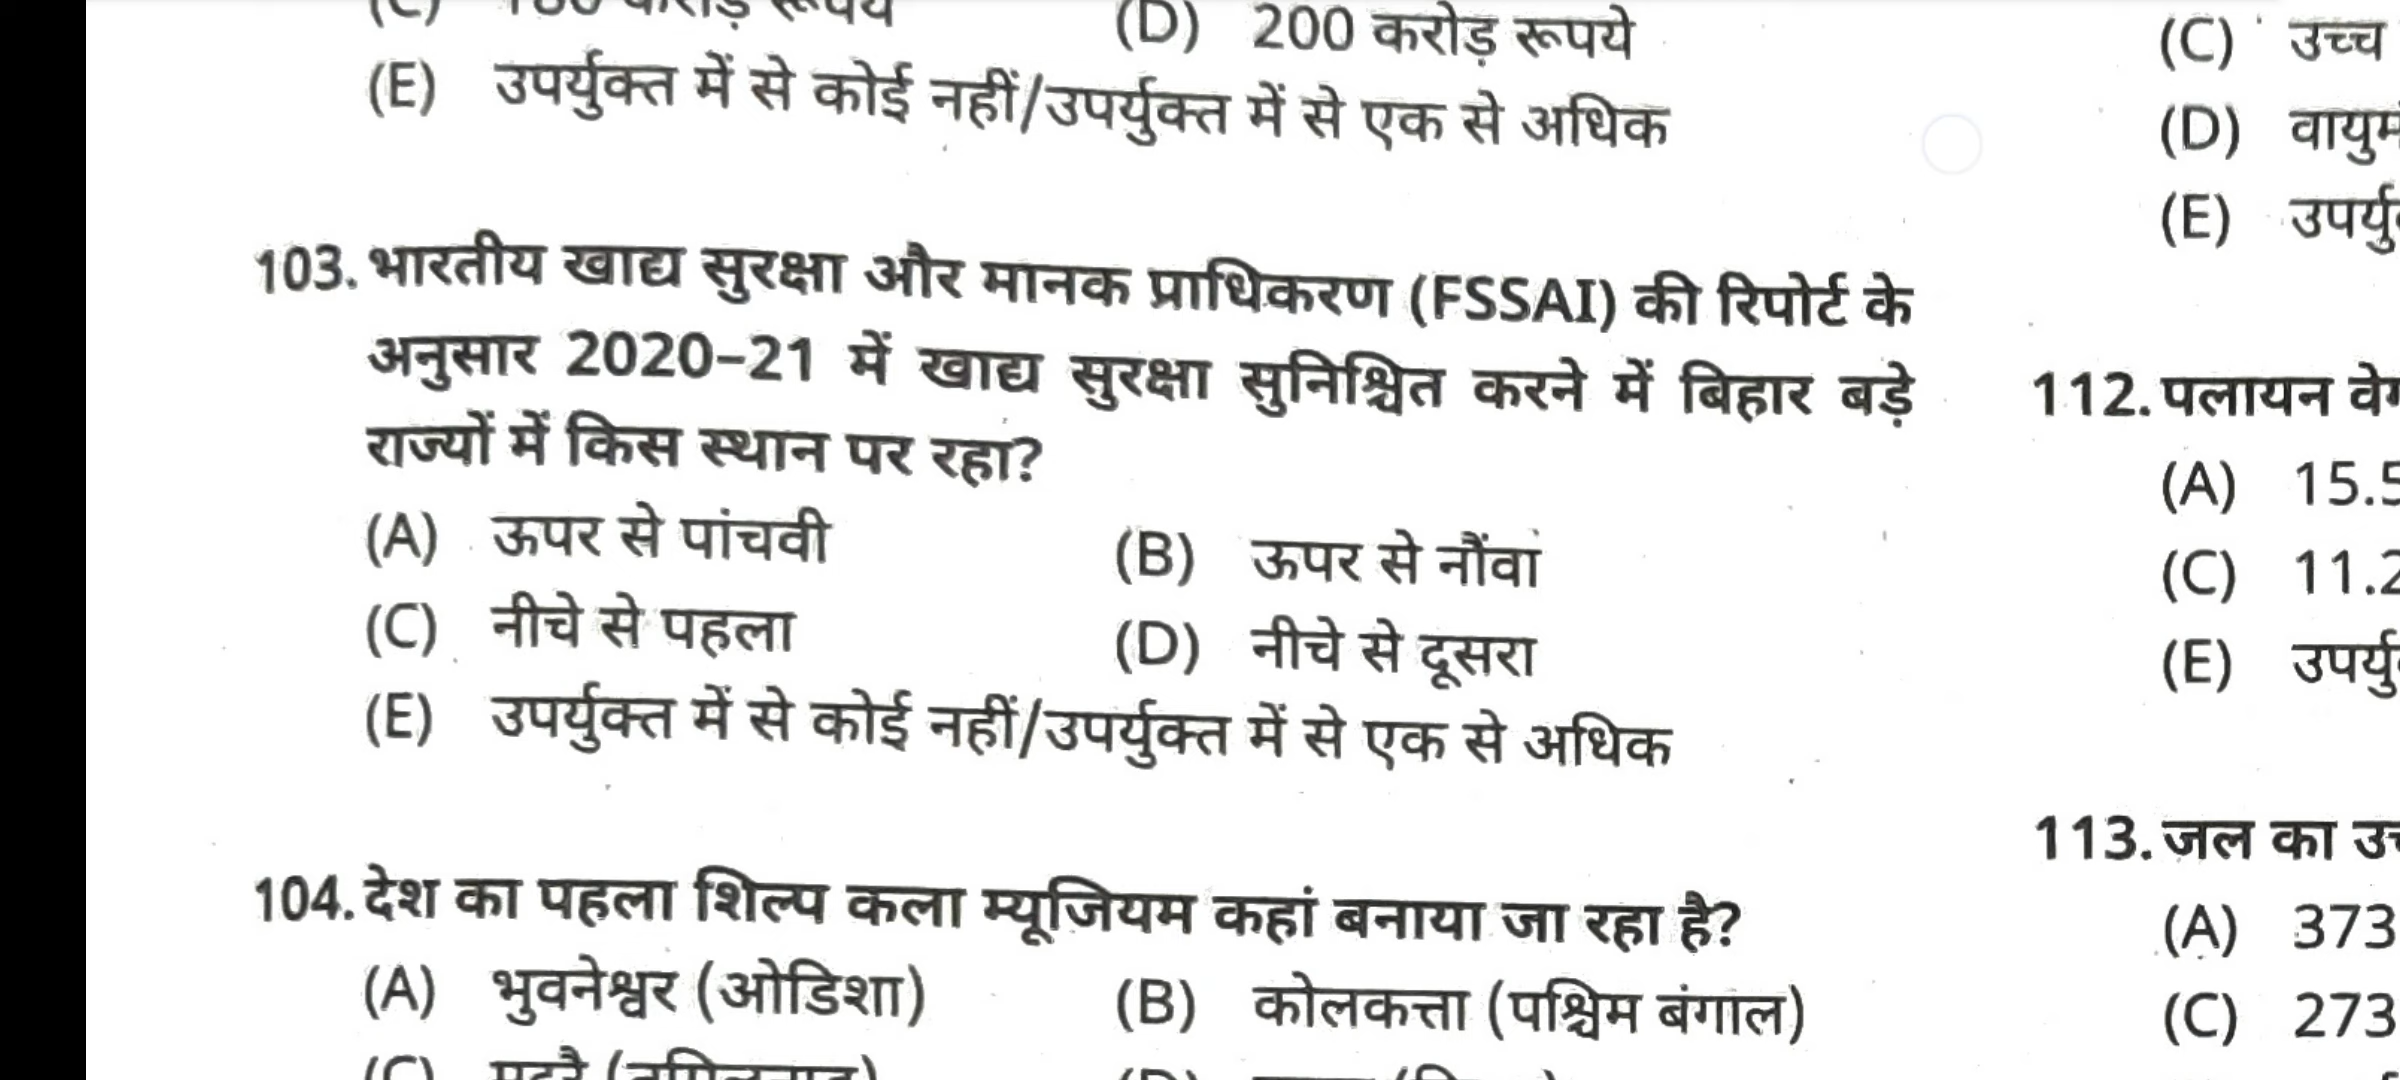 (D) 200 करोड़ रूपये
(E) उपर्युक्त में से कोई नहीं/उपर्युक्त में से एक से अधिक
103. भारतीय खाद्य सुरक्षा और मानक प्राधिकरण (FSSAI) की रिपोर्ट के
अनुसार 2020-21 में खाद्य सुरक्षा सुनिश्चित करने में बिहार बड़े
राज्यों में किस स्थान पर रहा?
(A) ऊपर से पांचवी (B) ऊपर से नौंवा
(C) नीचे से पहला (D) नीचे से दूसरा
(E) उपर्युक्त में से कोई नहीं/उपर्युक्त में से एक से अधिक
104. देश का पहला शिल्प कला म्यूजियम कहां बनाया जा रहा है?
(A) भुवनेश्वर (ओडिशा) (B) कोलकत्ता (पश्चिम बंगाल)
(C) उच्च
(D)
(E)
112. पलायन
(A) 15.5
(C) 11.2
(E)
113. जल का
(A) 373
(C) 273